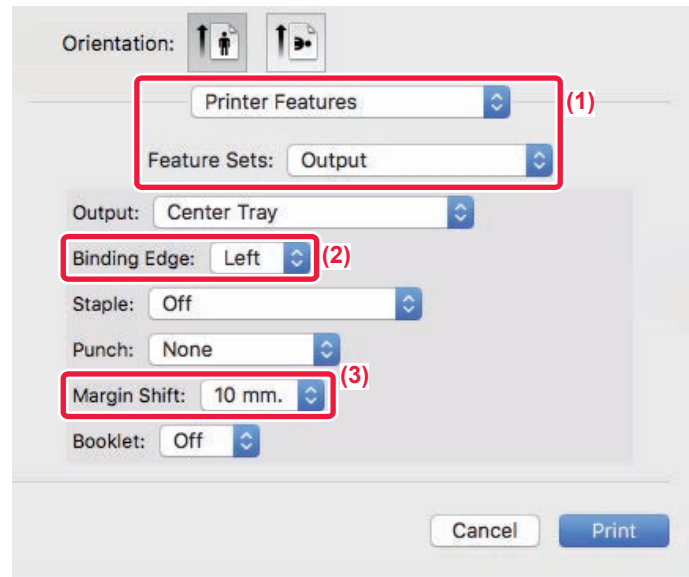 Orientation:
Printer Features (1)
Feature Sets: Output
Output: Center Tray
Binding Edge: Left (2)
Staple: Off
Punch: None
(3)
Margin Shift: 10 mm.
Booklet: Off
Cancel Print